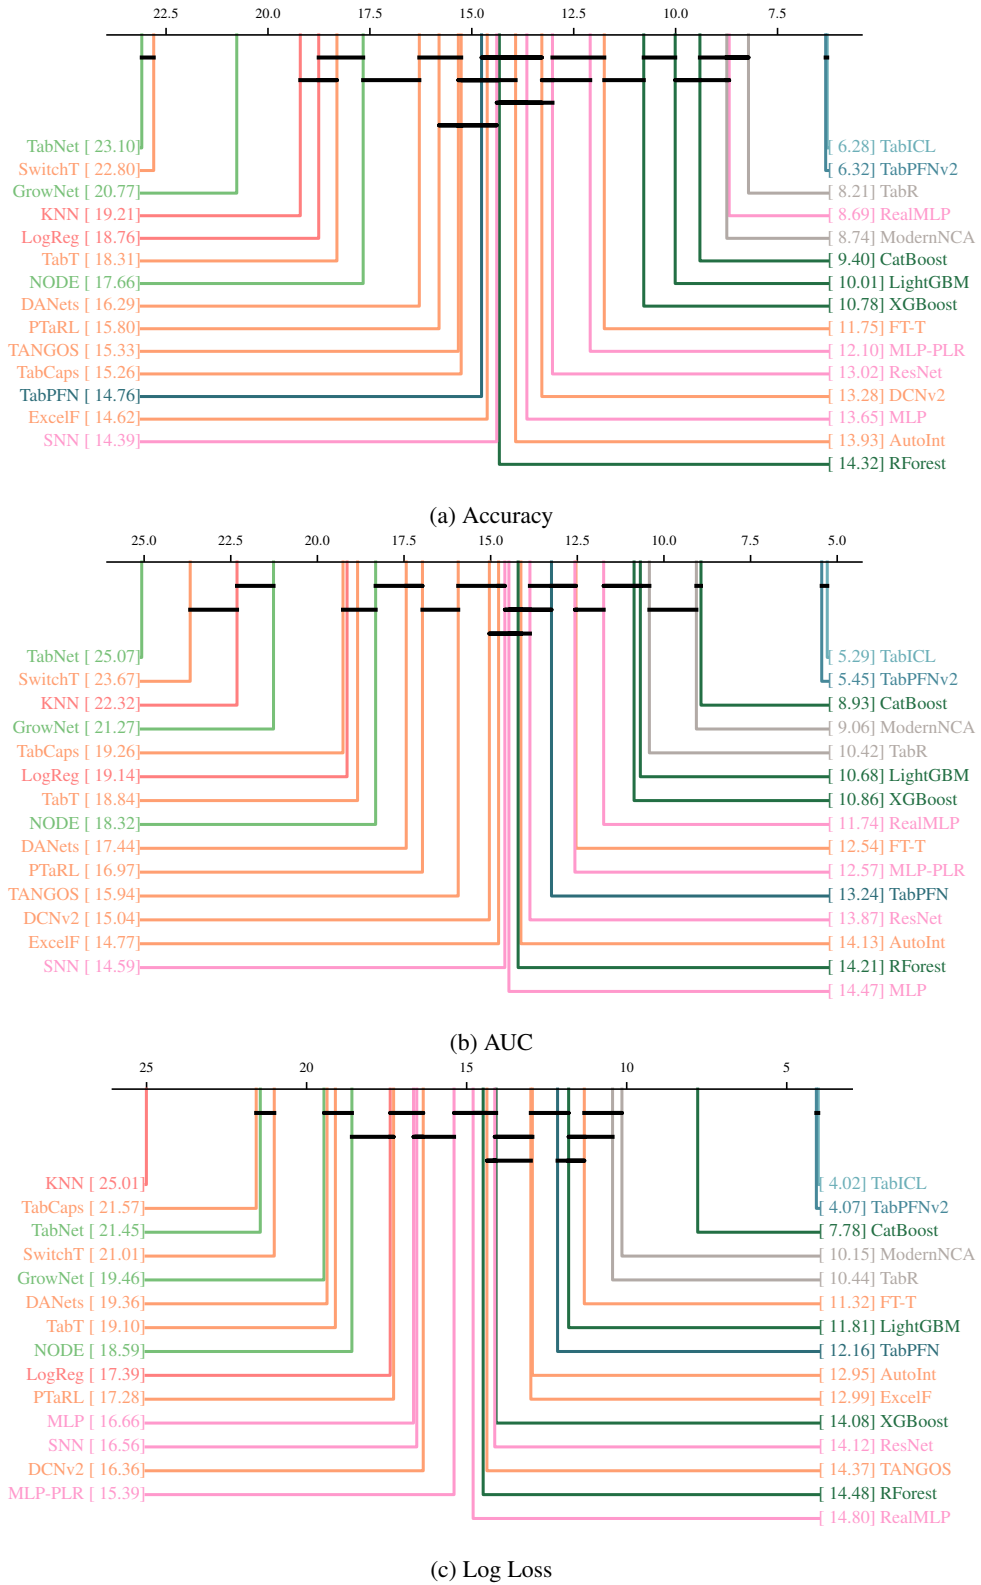 22.5 20.0 17.5 15.0 12.5 10.0 7.5
TabNet [ 23.10] [ 6.28] TabICL
SwitchT [ 22.80] [ 6.32] TabPFNv2
GrowNet [ 20.77] [ 8.21] TabR
KNN [ 19.21] [ 8.69] RealMLP
LogReg [ 18.76] [ 8.74] ModernNCA
TabT [ 18.31] [ 9.40] CatBoost
NODE [ 17.66] [ 10.01] LightGBM
DANets [ 16.29] [ 10.78] XGBoost
PTaRL [ 15.80] [ 11.75] FT-T
TANGOS [ 15.33] [ 12.10] MLP-PLR
TabCaps [ 15.26] [ 13.02] ResNet
TabPFN [ 14.76] [ 13.28] DCNv2
ExcelF [ 14.62] [ 13.65] MLP
SNN [ 14.39] [ 13.93] AutoInt
[ 14.32] RForest
(a) Accuracy
25.0 22.5 20.0 17.5 15.0 12.5 10.0 7.5 5.0
TabNet [ 25.07] [ 5.29] TabICL
SwitchT [ 23.67] [ 5.45] TabPFNv2
KNN [ 22.32] [ 8.93] CatBoost
GrowNet [ 21.27] [ 9.06] ModernNCA
TabCaps [ 19.26] [ 10.42] TabR
LogReg [ 19.14] [ 10.68] LightGBM
TabT [ 18.84] [ 10.86] XGBoost
NODE [ 18.32] [ 11.74] RealMLP
DANets [ 17.44] [ 12.54] FT-T
PTaRL [ 16.97] [ 12.57] MLP-PLR
TANGOS [ 15.94] [ 13.24] TabPFN
DCNv2 [ 15.04] [ 13.87] ResNet
ExcelF [ 14.77] [ 14.13] AutoInt
SNN [ 14.59] [ 14.21] RForest
[ 14.47] MLP
(b) AUC
25 20 15 10 5
KNN [ 25.01] [ 4.02] TabICL
TabCaps [ 21.57] [ 4.07] TabPFNv2
TabNet [ 21.45] [ 7.78] CatBoost
SwitchT [ 21.01] [ 10.15] ModernNCA
GrowNet [ 19.46] [ 10.44] TabR
DANets [ 19.36] [ 11.32] FT-T
TabT [ 19.10] [ 11.81] LightGBM
NODE [ 18.59] [ 12.16] TabPFN
LogReg [ 17.39] [ 12.95] AutoInt
PTaRL [ 17.28] [ 12.99] ExcelF
MLP [ 16.66] [ 14.08] XGBoost
SNN [ 16.56] [ 14.12] ResNet
DCNv2 [ 16.36] [ 14.37] TANGOS
MLP-PLR [ 15.39] [ 14.48] RForest
[ 14.80] RealMLP
(c) Log Loss